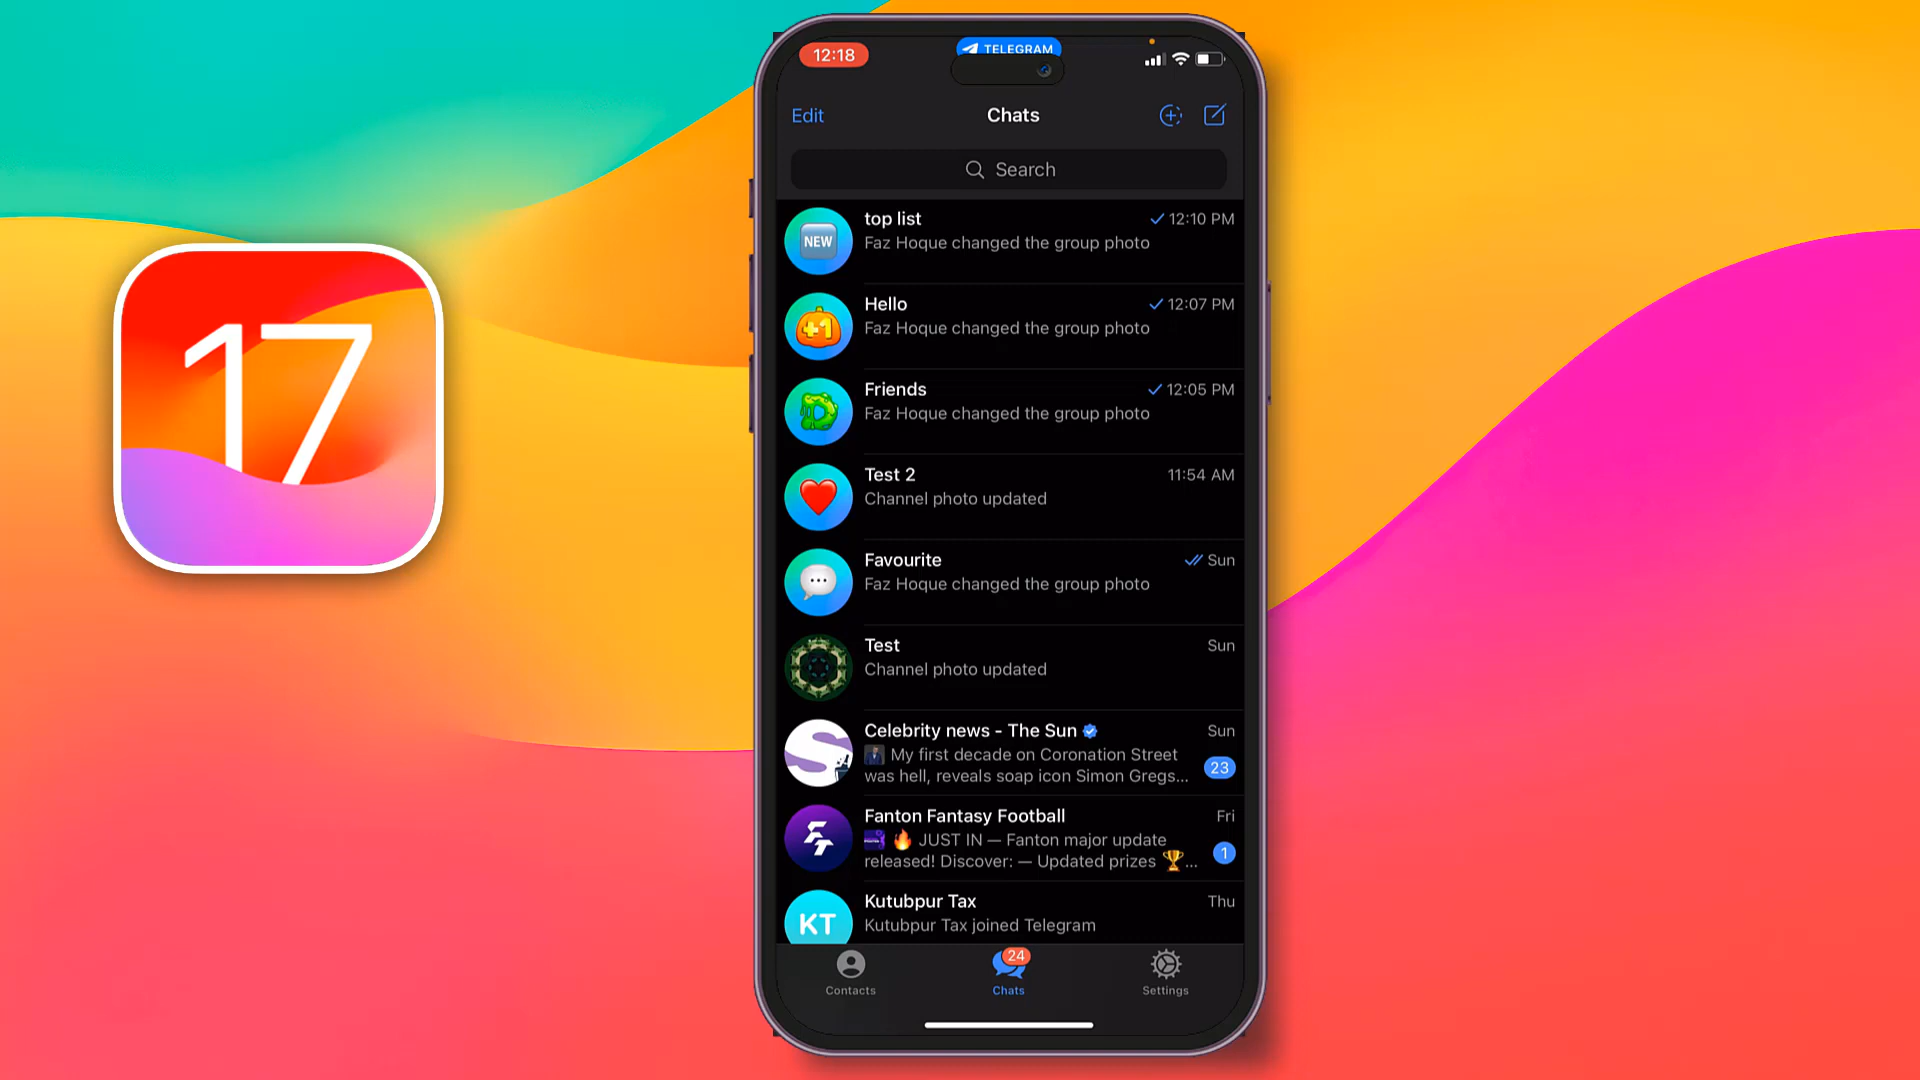 17
12:18
TELEGRAM
Edit
Chats
Search
NEW
top list
12:10 PM
Faz Hoque changed the group photo
+1
Hello
12:07 PM
Faz Hoque changed the group photo
Friends
12:05 PM
Faz Hoque changed the group photo
Test 2
11:54 AM
Channel photo updated
Favourite
Sun
Faz Hoque changed the group photo
Test
Sun
Channel photo updated
Celebrity news - The Sun
Sun
My first decade on Coronation Street
was hell, reveals soap icon Simon Gregs...
23
FT
Fanton Fantasy Football
Fri
🔥 JUST IN — Fanton major update
released! Discover: — Updated prizes 🏆...
1
KT
Kutubpur Tax
Thu
Kutubpur Tax joined Telegram
24
Contacts
Chats
Settings